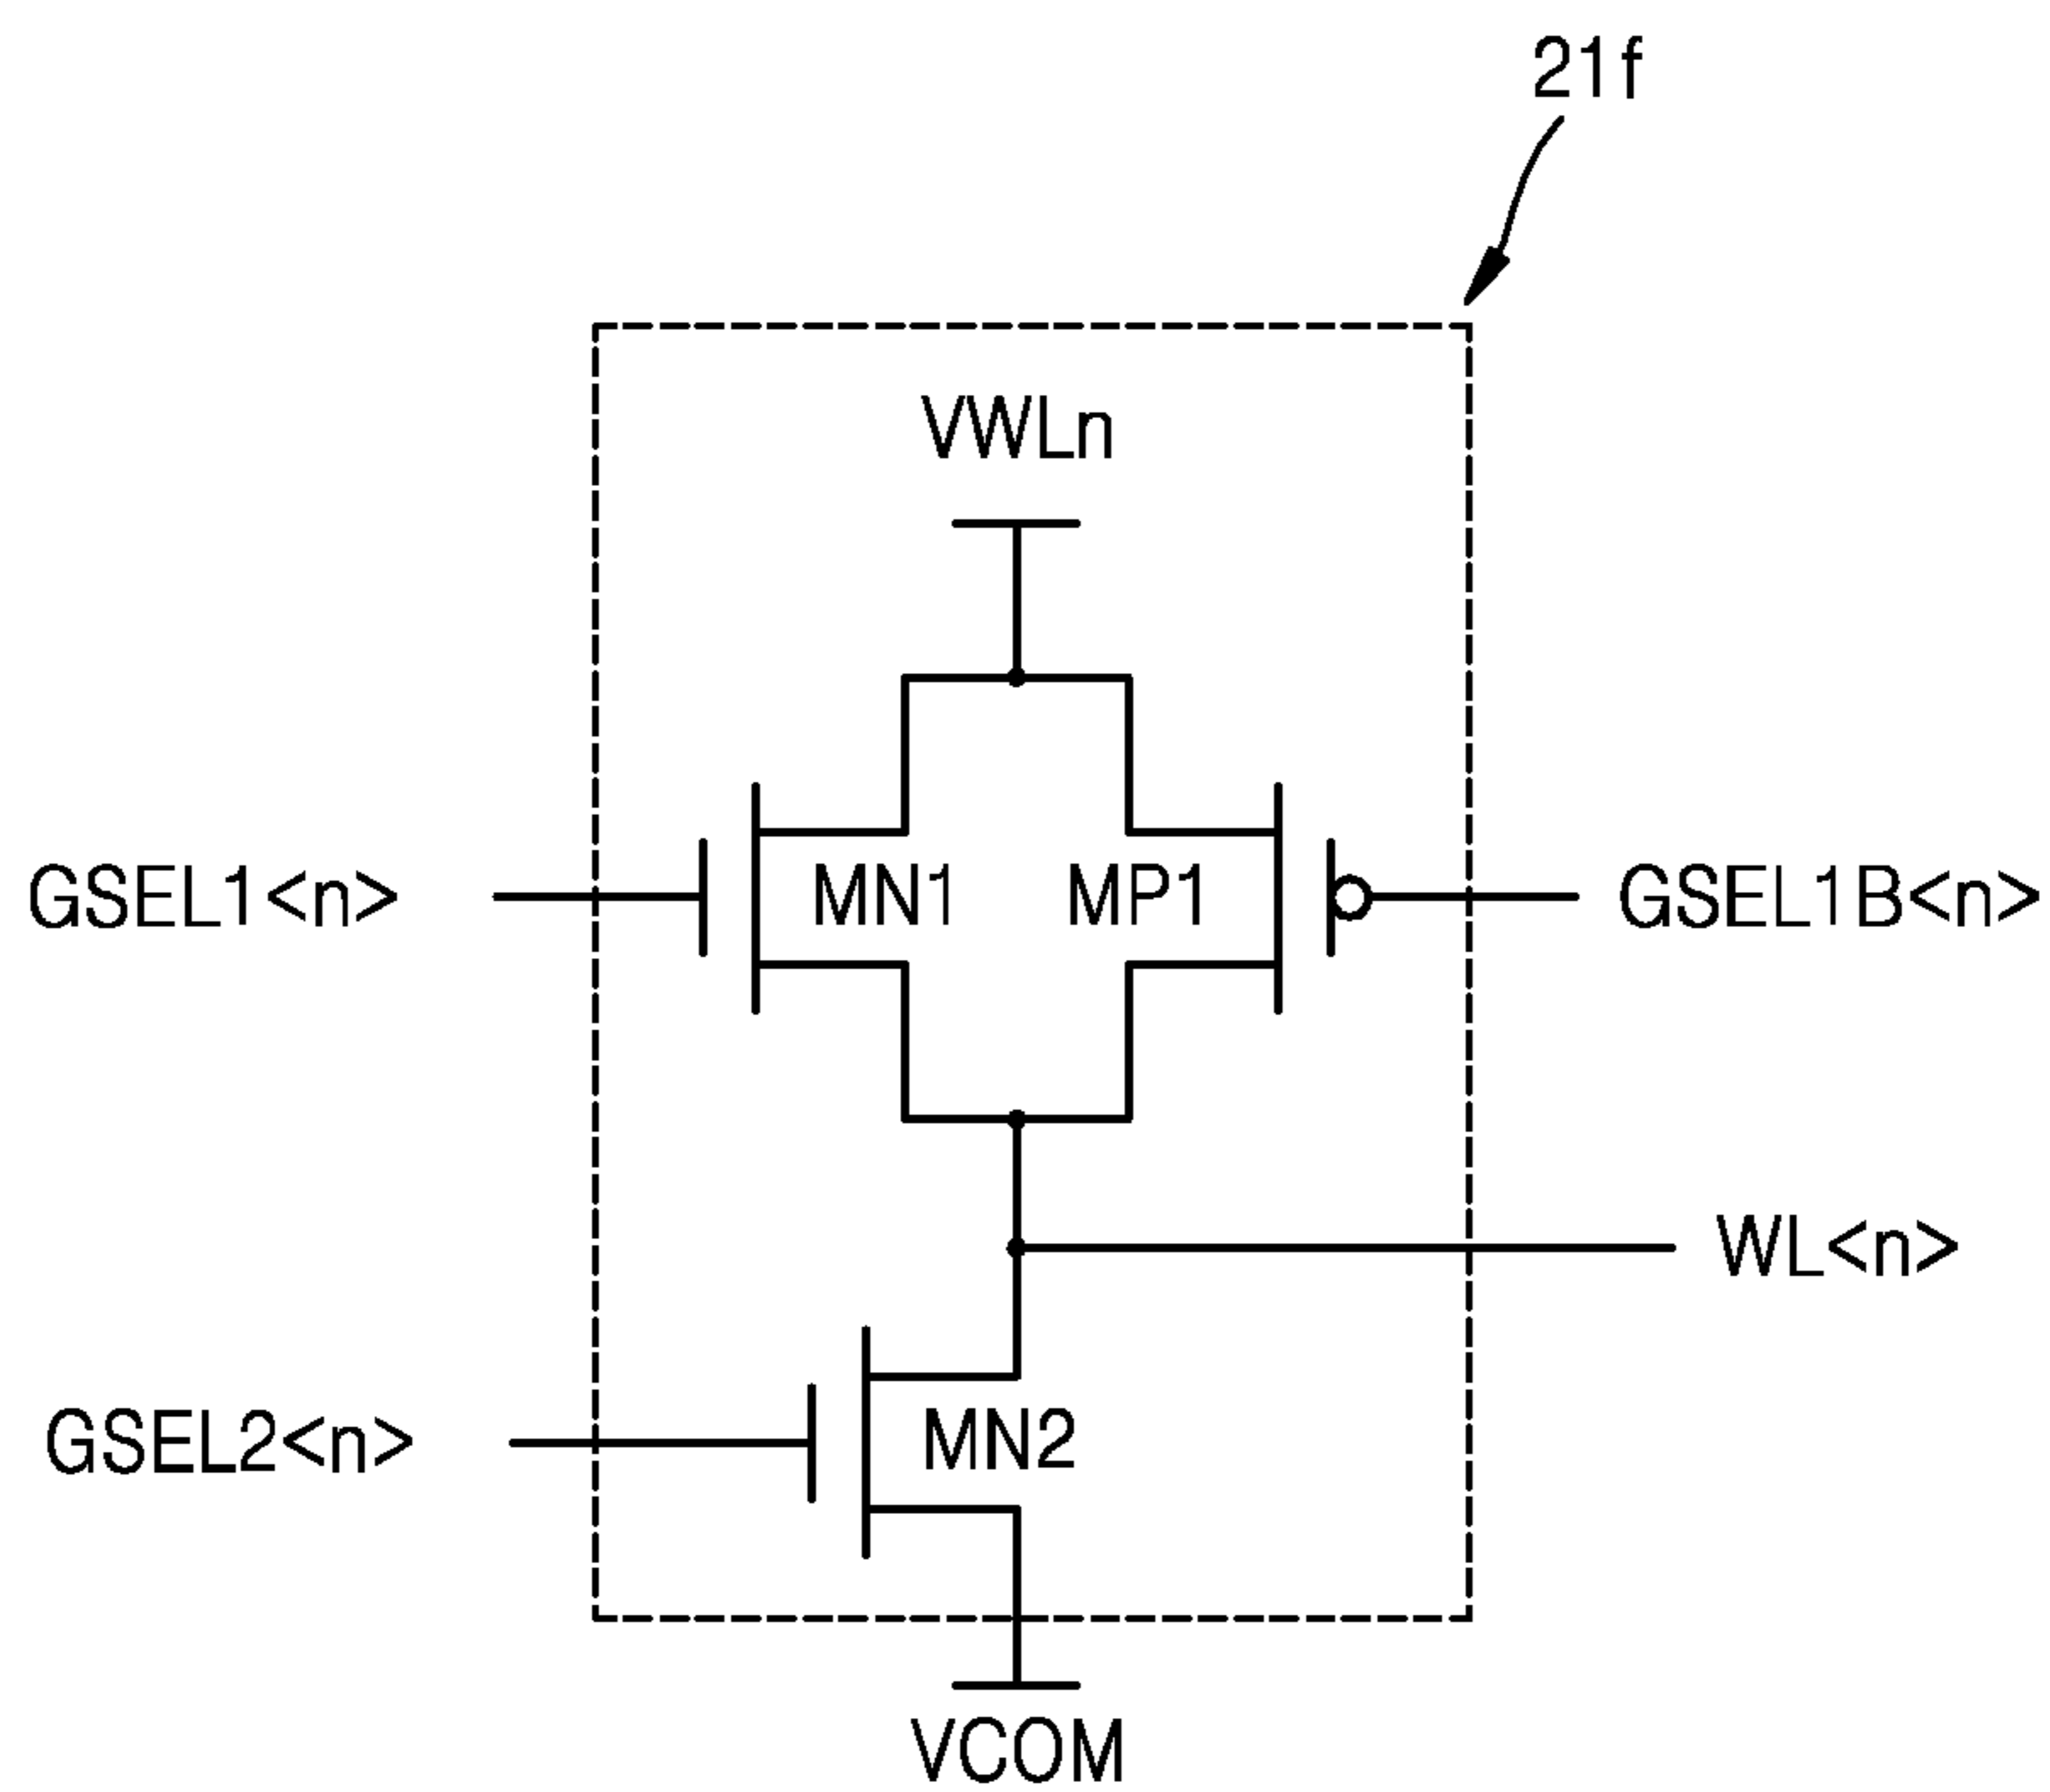 21f
VWLn
GSEL1<n>
MN1
MP1
GSEL1B<n>
WL<n>
GSEL2<n>
MN2
VCOM